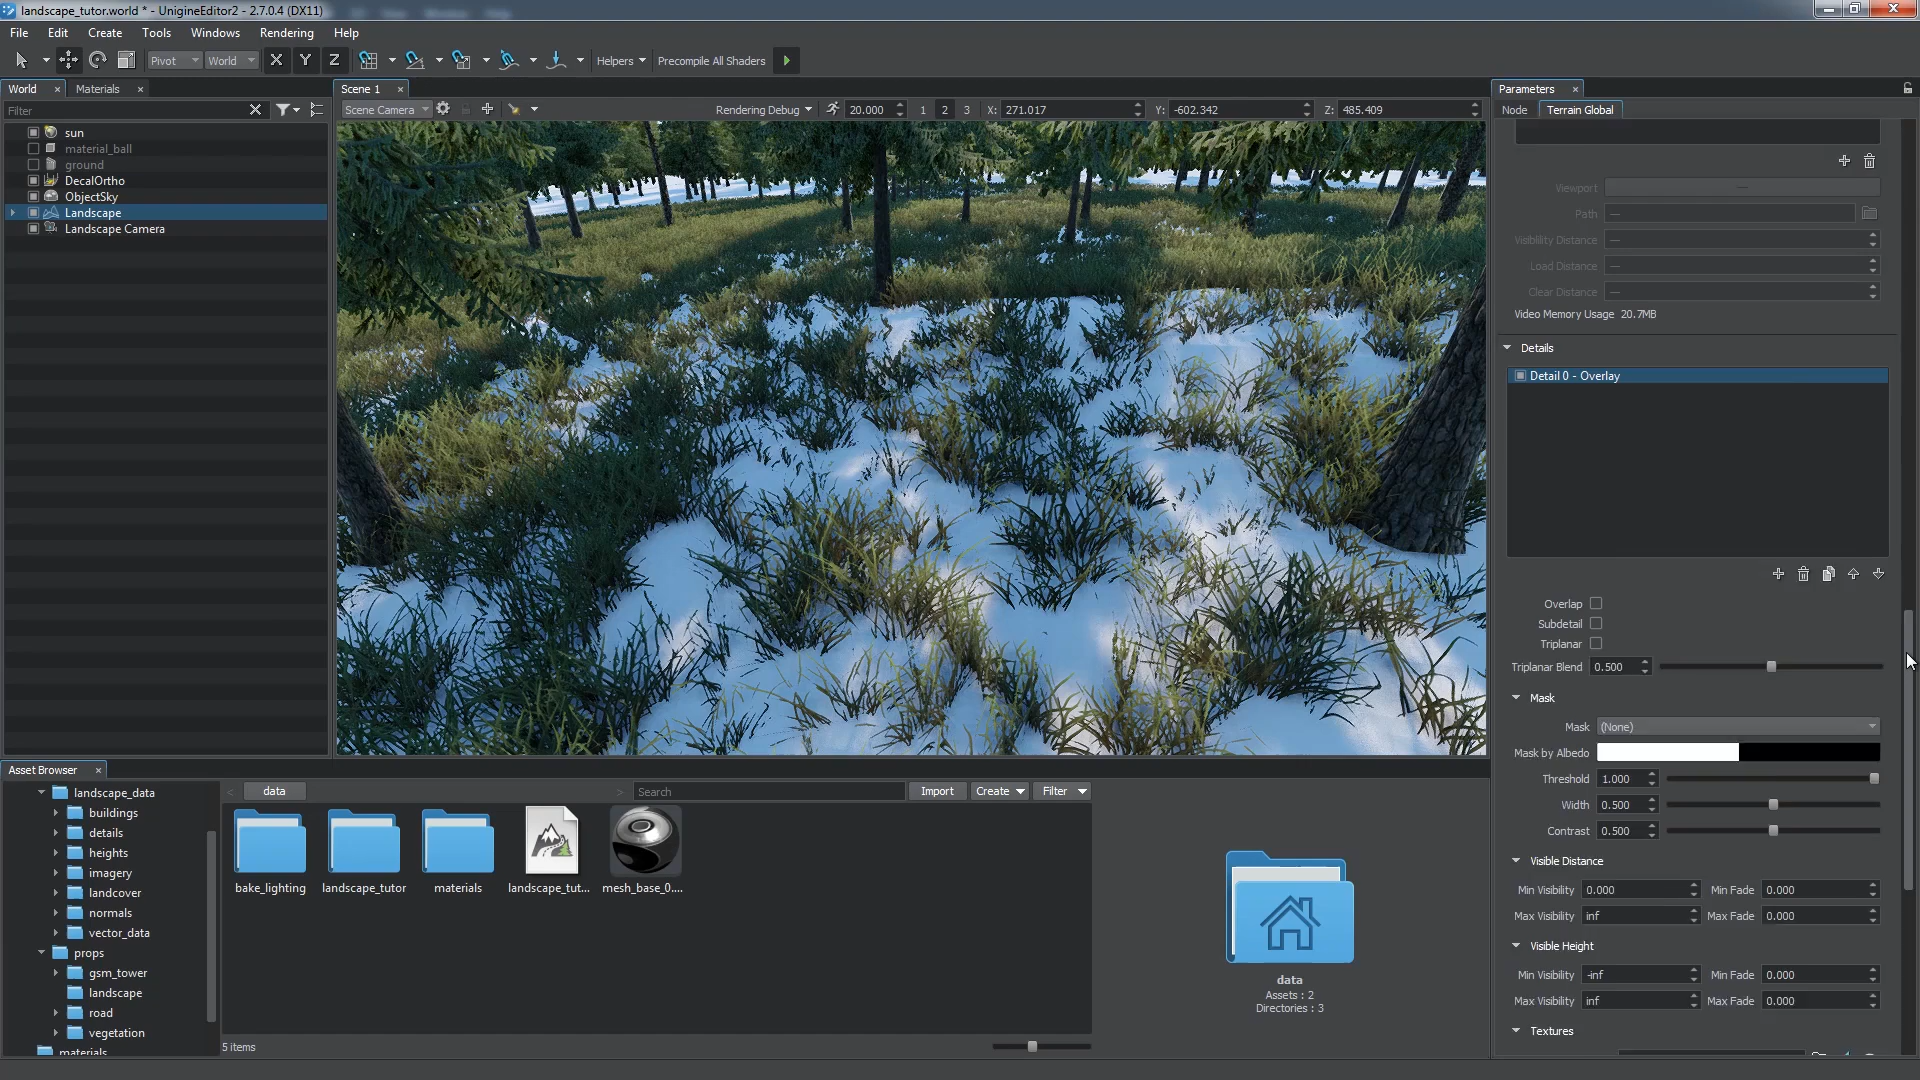 landscape_tutor.world * - UnigineEditor2 - 2.7.0.4 (DX11)
File Edit Create Tools Windows Rendering Help
Pivot World X Y Z Helpers Precompile All Shaders
World Materials
Filter
sun
material_ball
ground
DecalOrtho
ObjectSky
Landscape
Landscape Camera
Scene 1
Scene Camera Rendering Debug 20.000 1 2 3 X: 271.017 Y: -602.342 Z: 485.409
Parameters
Node Terrain Global
Viewport —
Path —
Visibility Distance —
Load Distance —
Clear Distance —
Video Memory Usage 20.7MB
Details
Detail 0 - Overlay
Overlap
Subdetail
Triplanar
Triplanar Blend 0.500
Mask
Mask (None)
Mask by Albedo
Threshold 1.000
Width 0.500
Contrast 0.500
Visible Distance
Min Visibility 0.000 Min Fade 0.000
Max Visibility inf Max Fade 0.000
Visible Height
Min Visibility -inf Min Fade 0.000
Max Visibility inf Max Fade 0.000
Textures
Asset Browser
landscape_data
buildings
details
heights
imagery
landcover
normals
vector_data
props
gsm_tower
landscape
road
vegetation
materials
< data > Search Import Create Filter
bake_lighting landscape_tutor materials landscape_tut... mesh_base_0....
5 items
data
Assets : 2
Directories : 3